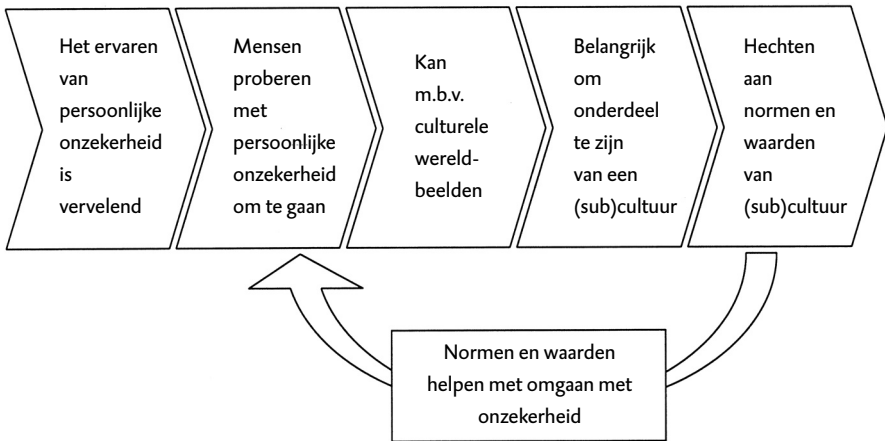 Het ervaren
van
persoonlijke
onzekerheid
is
vervelend
Mensen
proberen
met
persoonlijke
onzekerheid
om te gaan
Kan
m.b.v.
culturele
wereld-
beelden
Belangrijk
om
onderdeel
te zijn
van een
(sub)cultuur
Hechten
aan
normen en
waarden
van
(sub)cultuur
Normen en waarden
helpen met omgaan met
onzekerheid